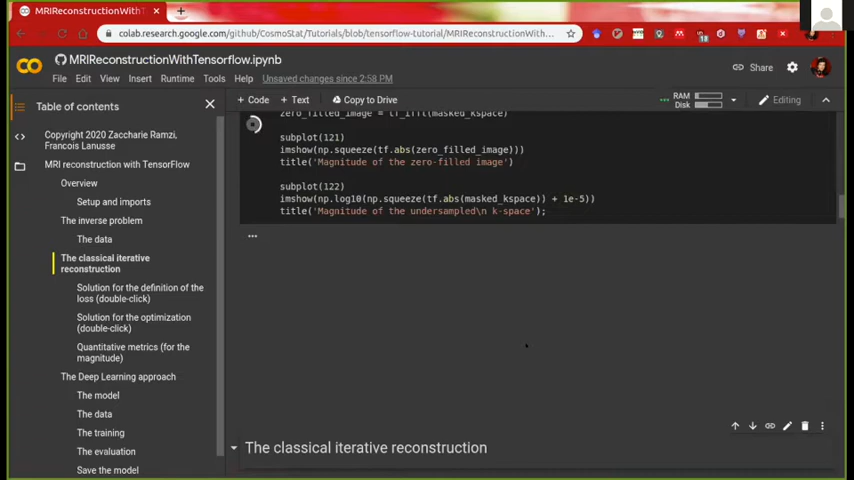 MRIReconstructionWithT
colab.research.google.com/github/CosmoStat/Tutorials/blob/tensorflow-tutorial/MRIReconstructionWith...
18
MRIReconstructionWithTensorflow.ipynb
File Edit View Insert Runtime Tools Help Unsaved changes since 2:58 PM
Share
+ Code + Text Copy to Drive
RAM
Disk
Editing
Table of contents
Copyright 2020 Zaccharie Ramzi,
Francois Lanusse
MRI reconstruction with TensorFlow
Overview
Setup and imports
The inverse problem
The data
The classical iterative
reconstruction
Solution for the definition of the
loss (double-click)
Solution for the optimization
(double-click)
Quantitative metrics (for the
magnitude)
The Deep Learning approach
The model
The data
The training
The evaluation
Save the model
zero_filled_image = tf_ifft(masked_kspace)
subplot(121)
imshow(np.squeeze(tf.abs(zero_filled_image)))
title('Magnitude of the zero-filled image')
subplot(122)
imshow(np.log10(np.squeeze(tf.abs(masked_kspace)) + 1e-5))
title('Magnitude of the undersampled\n k-space');
...
The classical iterative reconstruction